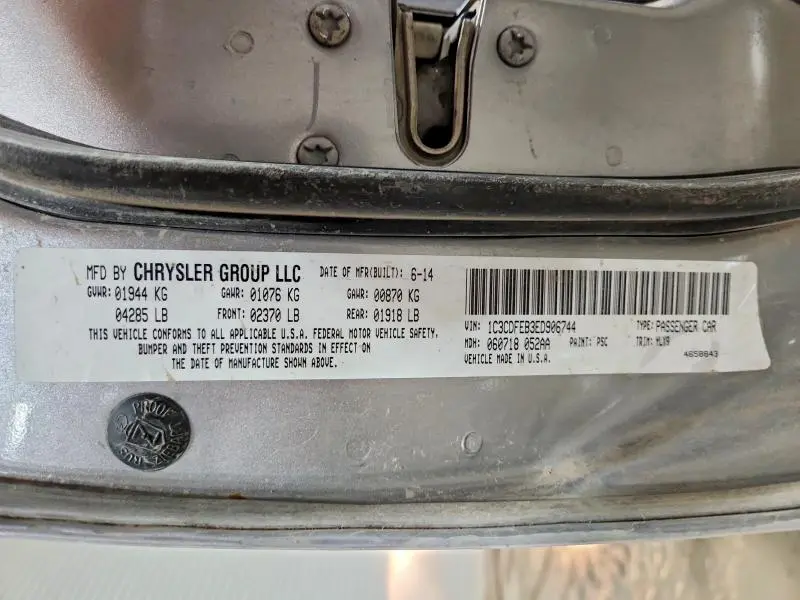 MFD BY CHRYSLER GROUP LLC DATE OF MFR(BUILT): 6-14
GVWR: 01944 KG GAWR: 01076 KG GAWR: 00870 KG
04285 LB FRONT: 02370 LB REAR: 01918 LB
THIS VEHICLE CONFORMS TO ALL APPLICABLE U.S.A. FEDERAL MOTOR VEHICLE SAFETY,
BUMPER AND THEFT PREVENTION STANDARDS IN EFFECT ON
THE DATE OF MANUFACTURE SHOWN ABOVE.
VIN: 1C3CDFEB3ED906744 TYPE: PASSENGER CAR
MDH: 060718 052AA PAINT: PSC TRIM: MLX9
VEHICLE MADE IN U.S.A. 4658643
PROOF